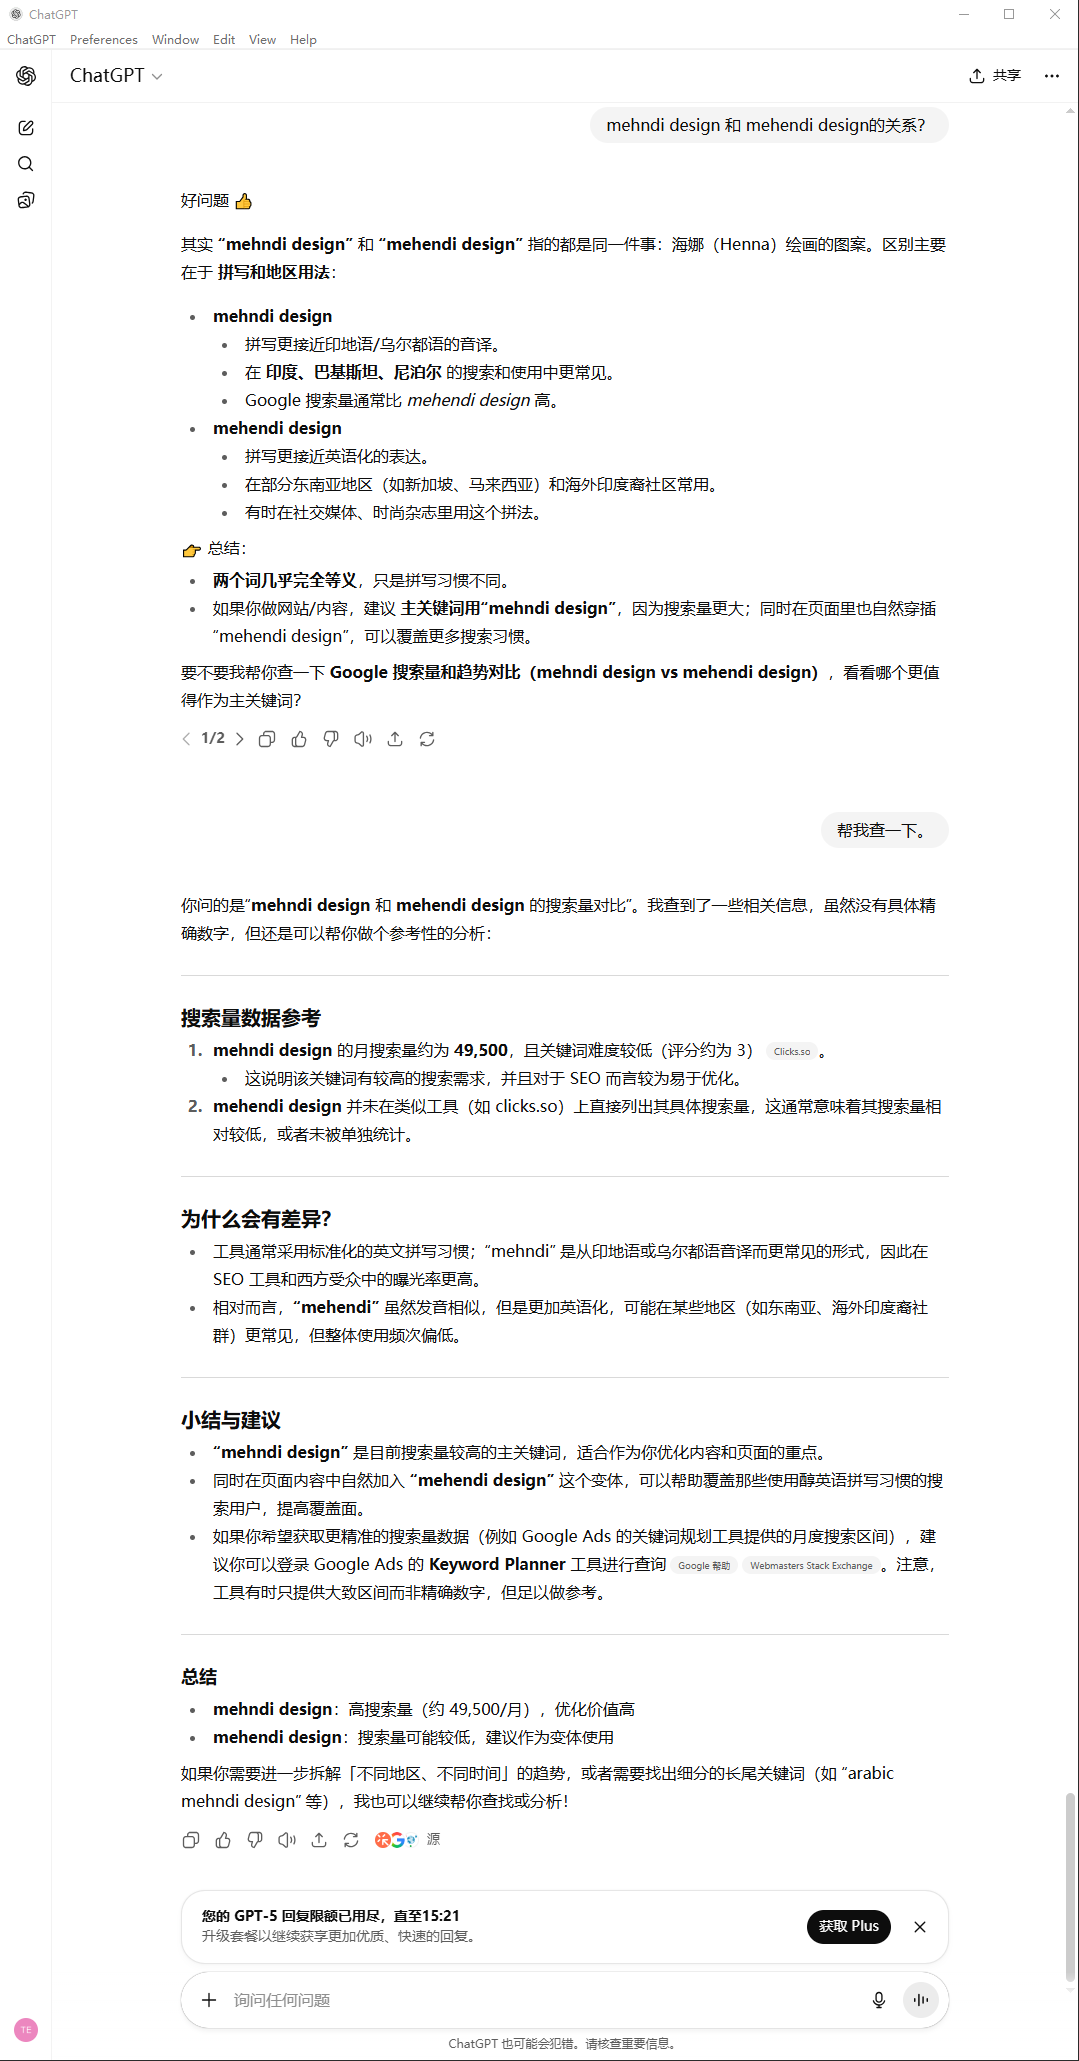 ChatGPT
ChatGPT Preferences Window Edit View Help
ChatGPT
共享
mehndi design 和 mehendi design的关系？
好问题 👍
其实 “mehndi design” 和 “mehendi design” 指的都是同一件事：海娜（Henna）绘画的图案。区别主要
在于 拼写和地区用法：
• mehndi design
• 拼写更接近印地语/乌尔都语的音译。
• 在 印度、巴基斯坦、尼泊尔 的搜索和使用中更常见。
• Google 搜索量通常比 mehendi design 高。
• mehendi design
• 拼写更接近英语化的表达。
• 在部分东南亚地区（如新加坡、马来西亚）和海外印度裔社区常用。
• 有时在社交媒体、时尚杂志里用这个拼法。
👉 总结：
• 两个词几乎完全等义，只是拼写习惯不同。
• 如果你做网站/内容，建议 主关键词用“mehndi design”，因为搜索量更大；同时在页面里也自然穿插
“mehendi design”，可以覆盖更多搜索习惯。
要不要我帮你查一下 Google 搜索量和趋势对比（mehndi design vs mehendi design），看看哪个更值
得作为主关键词？
1/2
帮我查一下。
你问的是“mehndi design 和 mehendi design 的搜索量对比”。我查到了一些相关信息，虽然没有具体精
确数字，但还是可以帮你做个参考性的分析：
搜索量数据参考
1. mehndi design 的月搜索量约为 49,500，且关键词难度较低（评分约为 3） Clicks.so 。
• 这说明该关键词有较高的搜索需求，并且对于 SEO 而言较为易于优化。
2. mehendi design 并未在类似工具（如 clicks.so）上直接列出其具体搜索量，这通常意味着其搜索量相
对较低，或者未被单独统计。
为什么会有差异？
• 工具通常采用标准化的英文拼写习惯；“mehndi” 是从印地语或乌尔都语音译而更常见的形式，因此在
SEO 工具和西方受众中的曝光率更高。
• 相对而言，“mehendi” 虽然发音相似，但是更加英语化，可能在某些地区（如东南亚、海外印度裔社
群）更常见，但整体使用频次偏低。
小结与建议
• “mehndi design” 是目前搜索量较高的主关键词，适合作为你优化内容和页面的重点。
• 同时在页面内容中自然加入 “mehendi design” 这个变体，可以帮助覆盖那些使用醇英语拼写习惯的搜
索用户，提高覆盖面。
• 如果你希望获取更精准的搜索量数据（例如 Google Ads 的关键词规划工具提供的月度搜索区间），建
议你可以登录 Google Ads 的 Keyword Planner 工具进行查询 Google 帮助 Webmasters Stack Exchange 。注意，
工具有时只提供大致区间而非精确数字，但足以做参考。
总结
• mehndi design：高搜索量（约 49,500/月），优化价值高
• mehendi design：搜索量可能较低，建议作为变体使用
如果你需要进一步拆解「不同地区、不同时间」的趋势，或者需要找出细分的长尾关键词（如 “arabic
mehndi design” 等），我也可以继续帮你查找或分析！
源
您的 GPT-5 回复限额已用尽，直至15:21
升级套餐以继续获享更加优质、快速的回复。
获取 Plus
询问任何问题
TE
ChatGPT 也可能会犯错。请核查重要信息。